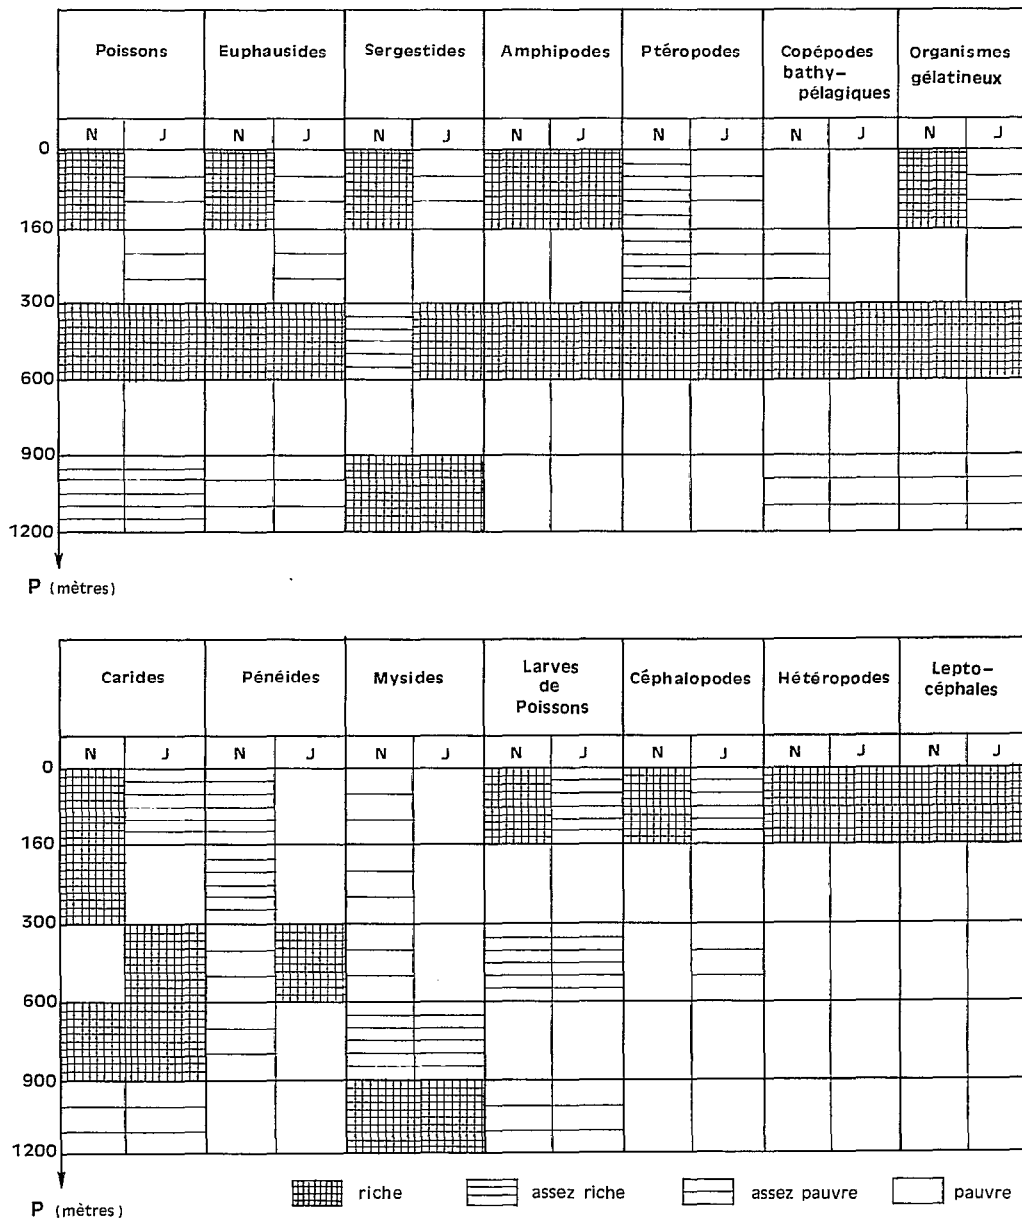 Poissons Euphausides Sergestides Amphipodes Ptéropodes Copépodes bathy- pélagiques Organismes gélatineux
N J N J N J N J N J N J N J
0
160
300
600
900
1200
P (mètres)
Carides Pénéides Mysides Larves de Poissons Céphalopodes Hétéropodes Lepto- céphales
N J N J N J N J N J N J N J
0
160
300
600
900
1200
P (mètres)
riche assez riche assez pauvre pauvre